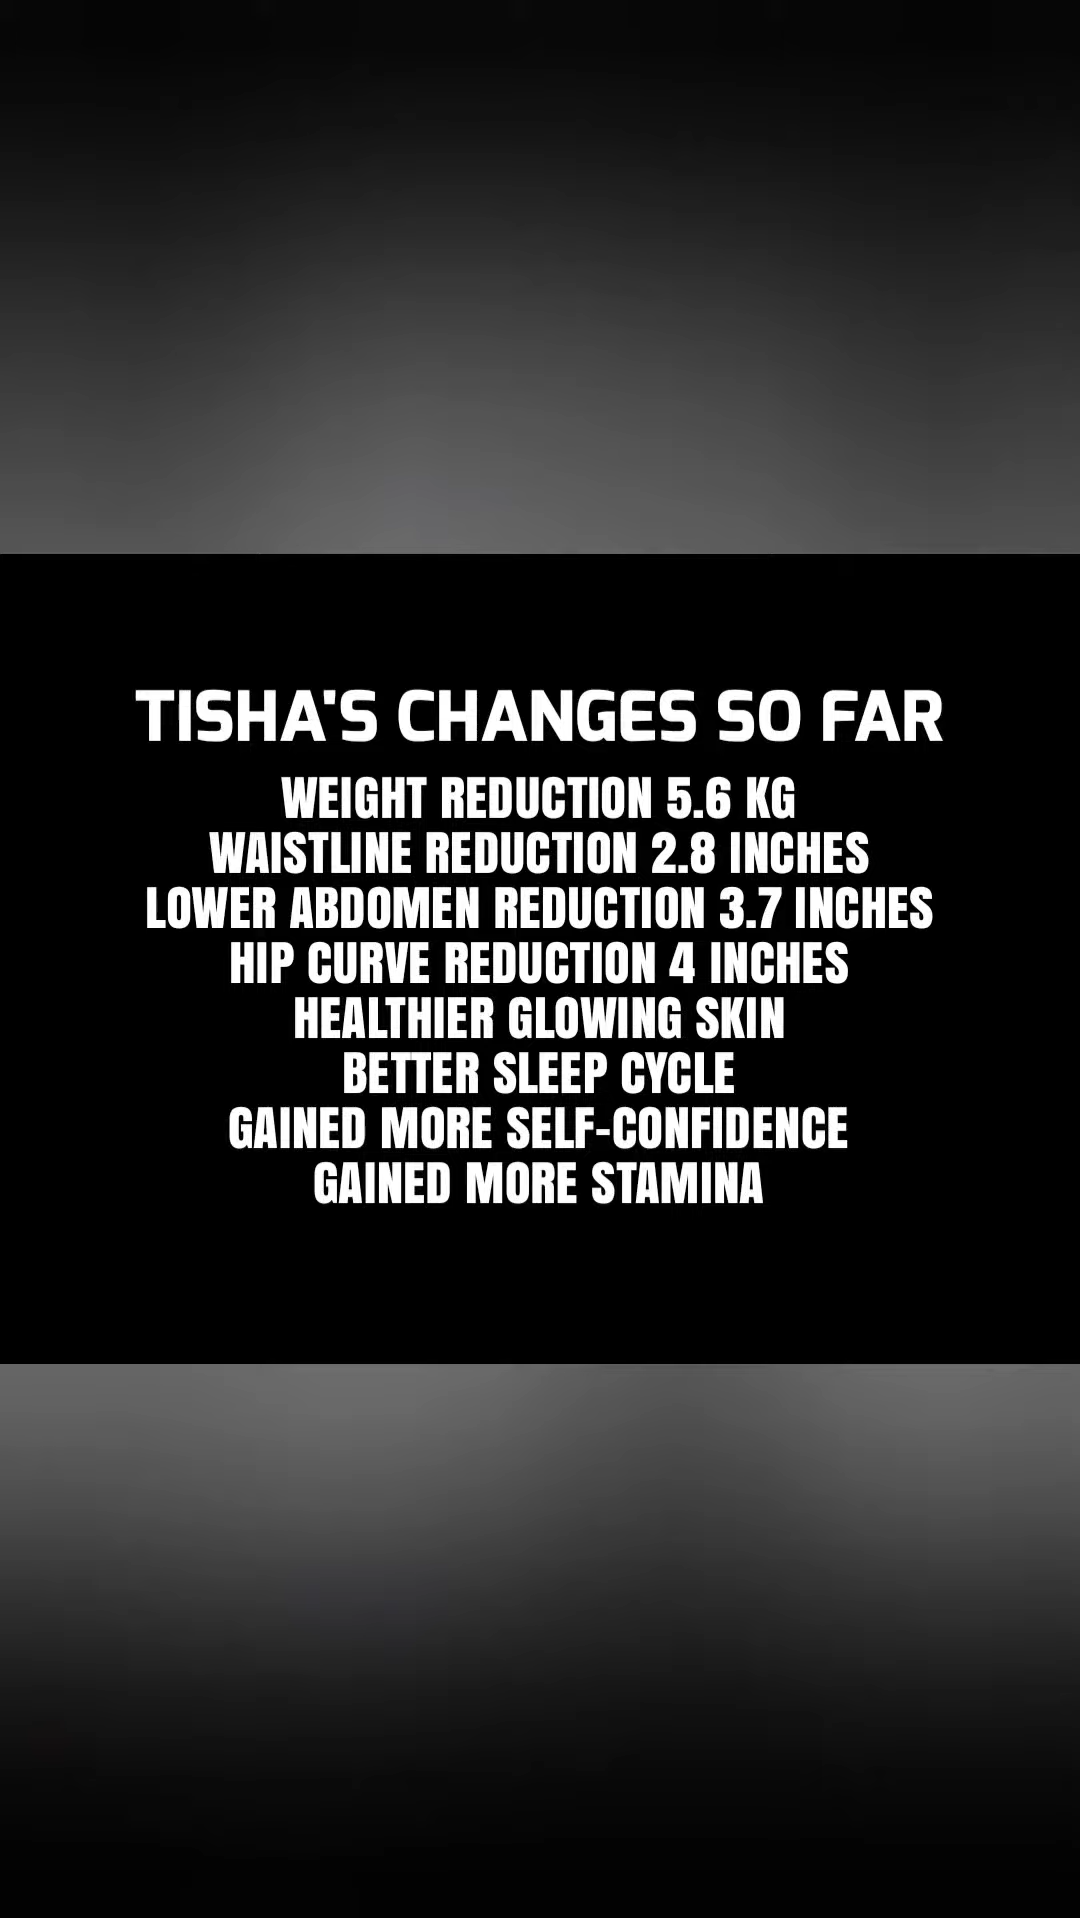 TISHA'S CHANGES SO FAR
WEIGHT REDUCTION 5.6 KG
WAISTLINE REDUCTION 2.8 INCHES
LOWER ABDOMEN REDUCTION 3.7 INCHES
HIP CURVE REDUCTION 4 INCHES
HEALTHIER GLOWING SKIN
BETTER SLEEP CYCLE
GAINED MORE SELF-CONFIDENCE
GAINED MORE STAMINA